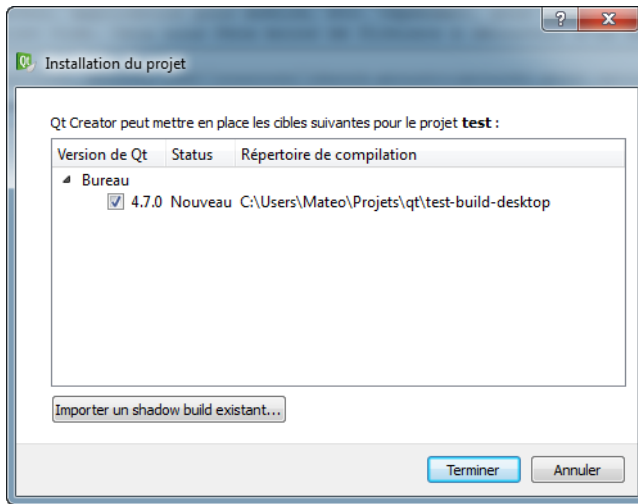 Installation du projet
Qt Creator peut mettre en place les cibles suivantes pour le projet test :
Version de Qt Status Répertoire de compilation
Bureau
4.7.0 Nouveau C:\Users\Mateo\Projets\qt\test-build-desktop
Importer un shadow build existant...
Terminer Annuler